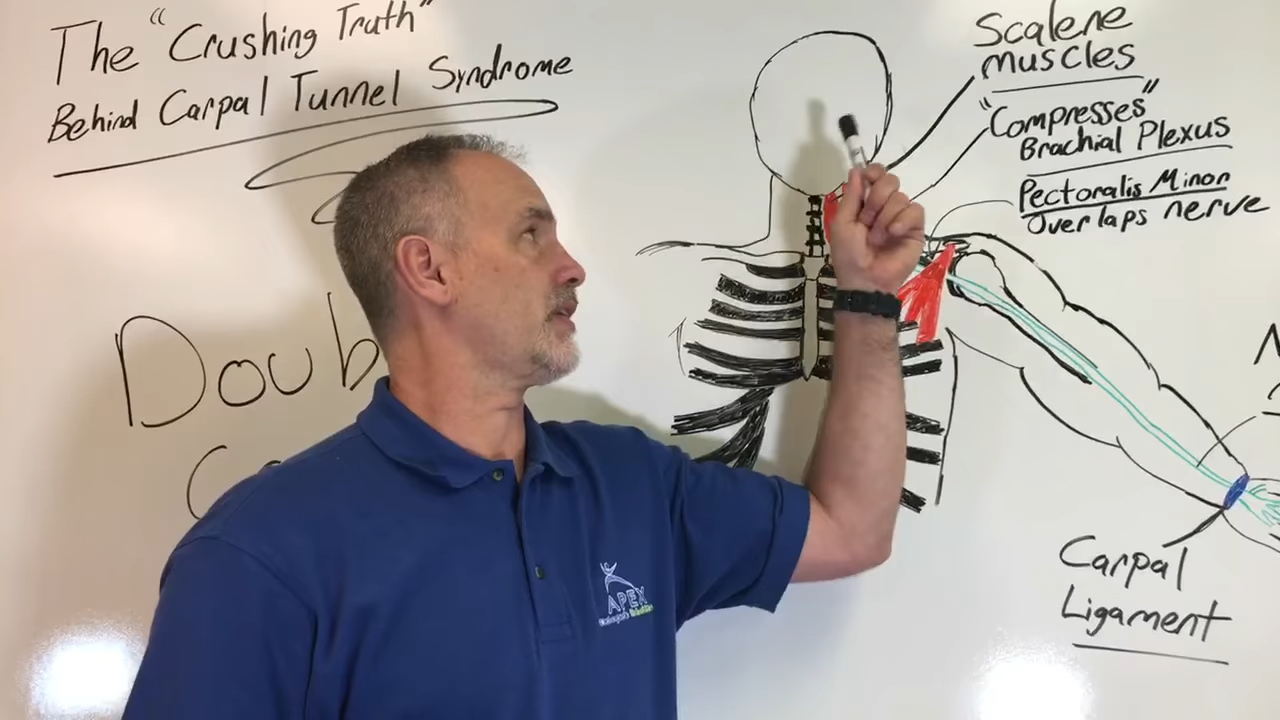 The “Crushing Truth”
Behind Carpal Tunnel Syndrome
Doub
Scalene
muscles
“Compresses”
Brachial Plexus
Pectoralis Minor
Overlaps nerve
Carpal
Ligament
APEX